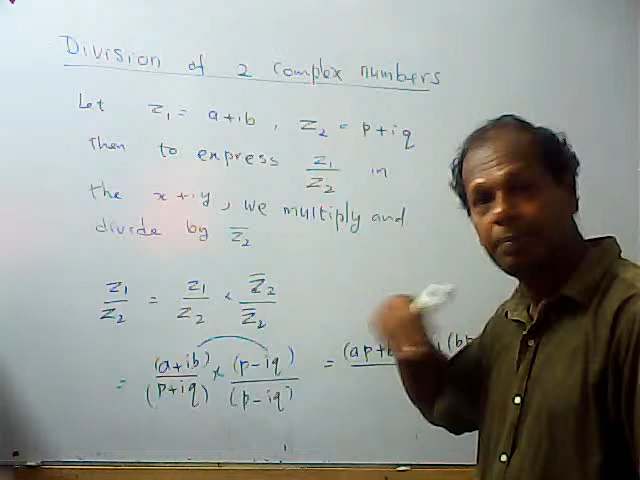 Division of 2 complex numbers
Let z₁ = a+ib, z₂ = p+iq
Then to express z₁/z₂ in
the x+iy, we multiply and
divide by z̅₂
z₁/z₂ = z₁/z₂ × z̅₂/z̅₂
= (a+ib)/(p+iq) × (p-iq)/(p-iq) = (ap+b